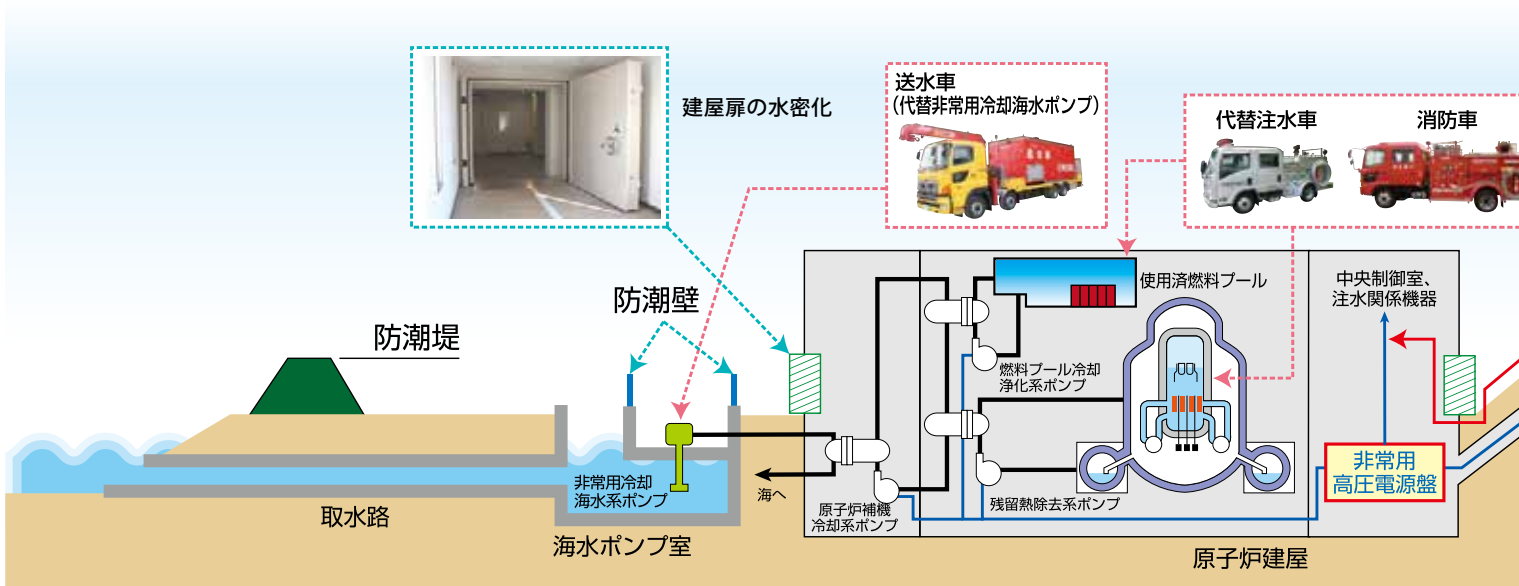 建屋扉の水密化
送水車
(代替非常用冷却海水ポンプ)
代替注水車
消防車
防潮堤
防潮壁
使用済燃料プール
中央制御室、
注水関係機器
燃料プール冷却
浄化系ポンプ
非常用冷却
海水系ポンプ
海へ
原子炉補機
冷却系ポンプ
残留熱除去系ポンプ
非常用
高圧電源盤
取水路
海水ポンプ室
原子炉建屋